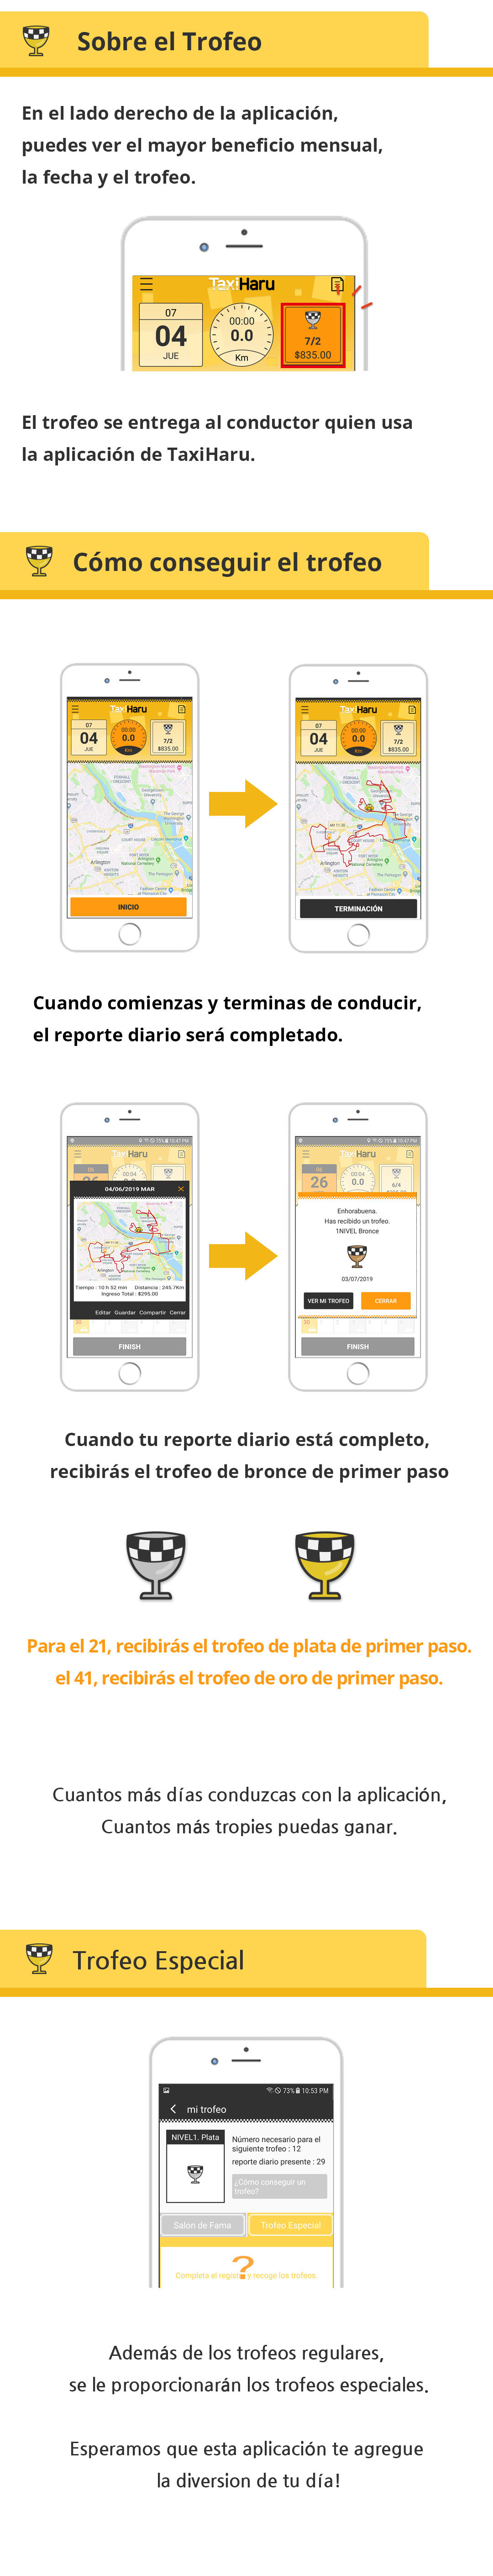 Sobre el Trofeo
En el lado derecho de la aplicación,
puedes ver el mayor beneficio mensual,
la fecha y el trofeo.
TaxiHaru
07
04
JUE
00:00
0.0
Km
7/2
$835.00
El trofeo se entrega al conductor quien usa
la aplicación de TaxiHaru.
Cómo conseguir el trofeo
TaxiHaru
07
04
JUE
00:00
0.0
Km
7/2
$835.00
Arlington
INICIO
TaxiHaru
07
04
JUE
00:00
0.0
Km
7/2
$835.00
Arlington
TERMINACIÓN
Cuando comienzas y terminas de conducir,
el reporte diario será completado.
75% 10:47 PM
TaxiHaru
04/06/2019 MAR
Tiempo : 10 h 52 min Distancia : 245.7Km
Ingreso Total : $295.00
Editar Guardar Compartir Cerrar
FINISH
75% 10:47 PM
TaxiHaru
06
26
00:04
0.0
6/4
Enhorabuena.
Has recibido un trofeo.
1NIVEL Bronce
03/07/2019
VER MI TROFEO
CERRAR
30
FINISH
Cuando tu reporte diario está completo,
recibirás el trofeo de bronce de primer paso
Para el 21, recibirás el trofeo de plata de primer paso.
el 41, recibirás el trofeo de oro de primer paso.
Cuantos más días conduzcas con la aplicación,
Cuantos más tropies puedas ganar.
Trofeo Especial
73% 10:53 PM
mi trofeo
NIVEL1. Plata
Número necesario para el
siguiente trofeo : 12
reporte diario presente : 29
¿Cómo conseguir un
trofeo?
Salon de Fama
Trofeo Especial
?
Completa el regist y recoge los trofeos.
Además de los trofeos regulares,
se le proporcionarán los trofeos especiales.
Esperamos que esta aplicación te agregue
la diversion de tu día!